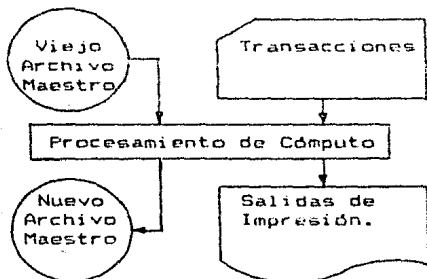 Viejo
Archivo
Maestro
Transacciones
Procesamiento de Cómputo
Nuevo
Archivo
Maestro
Salidas de
Impresión.